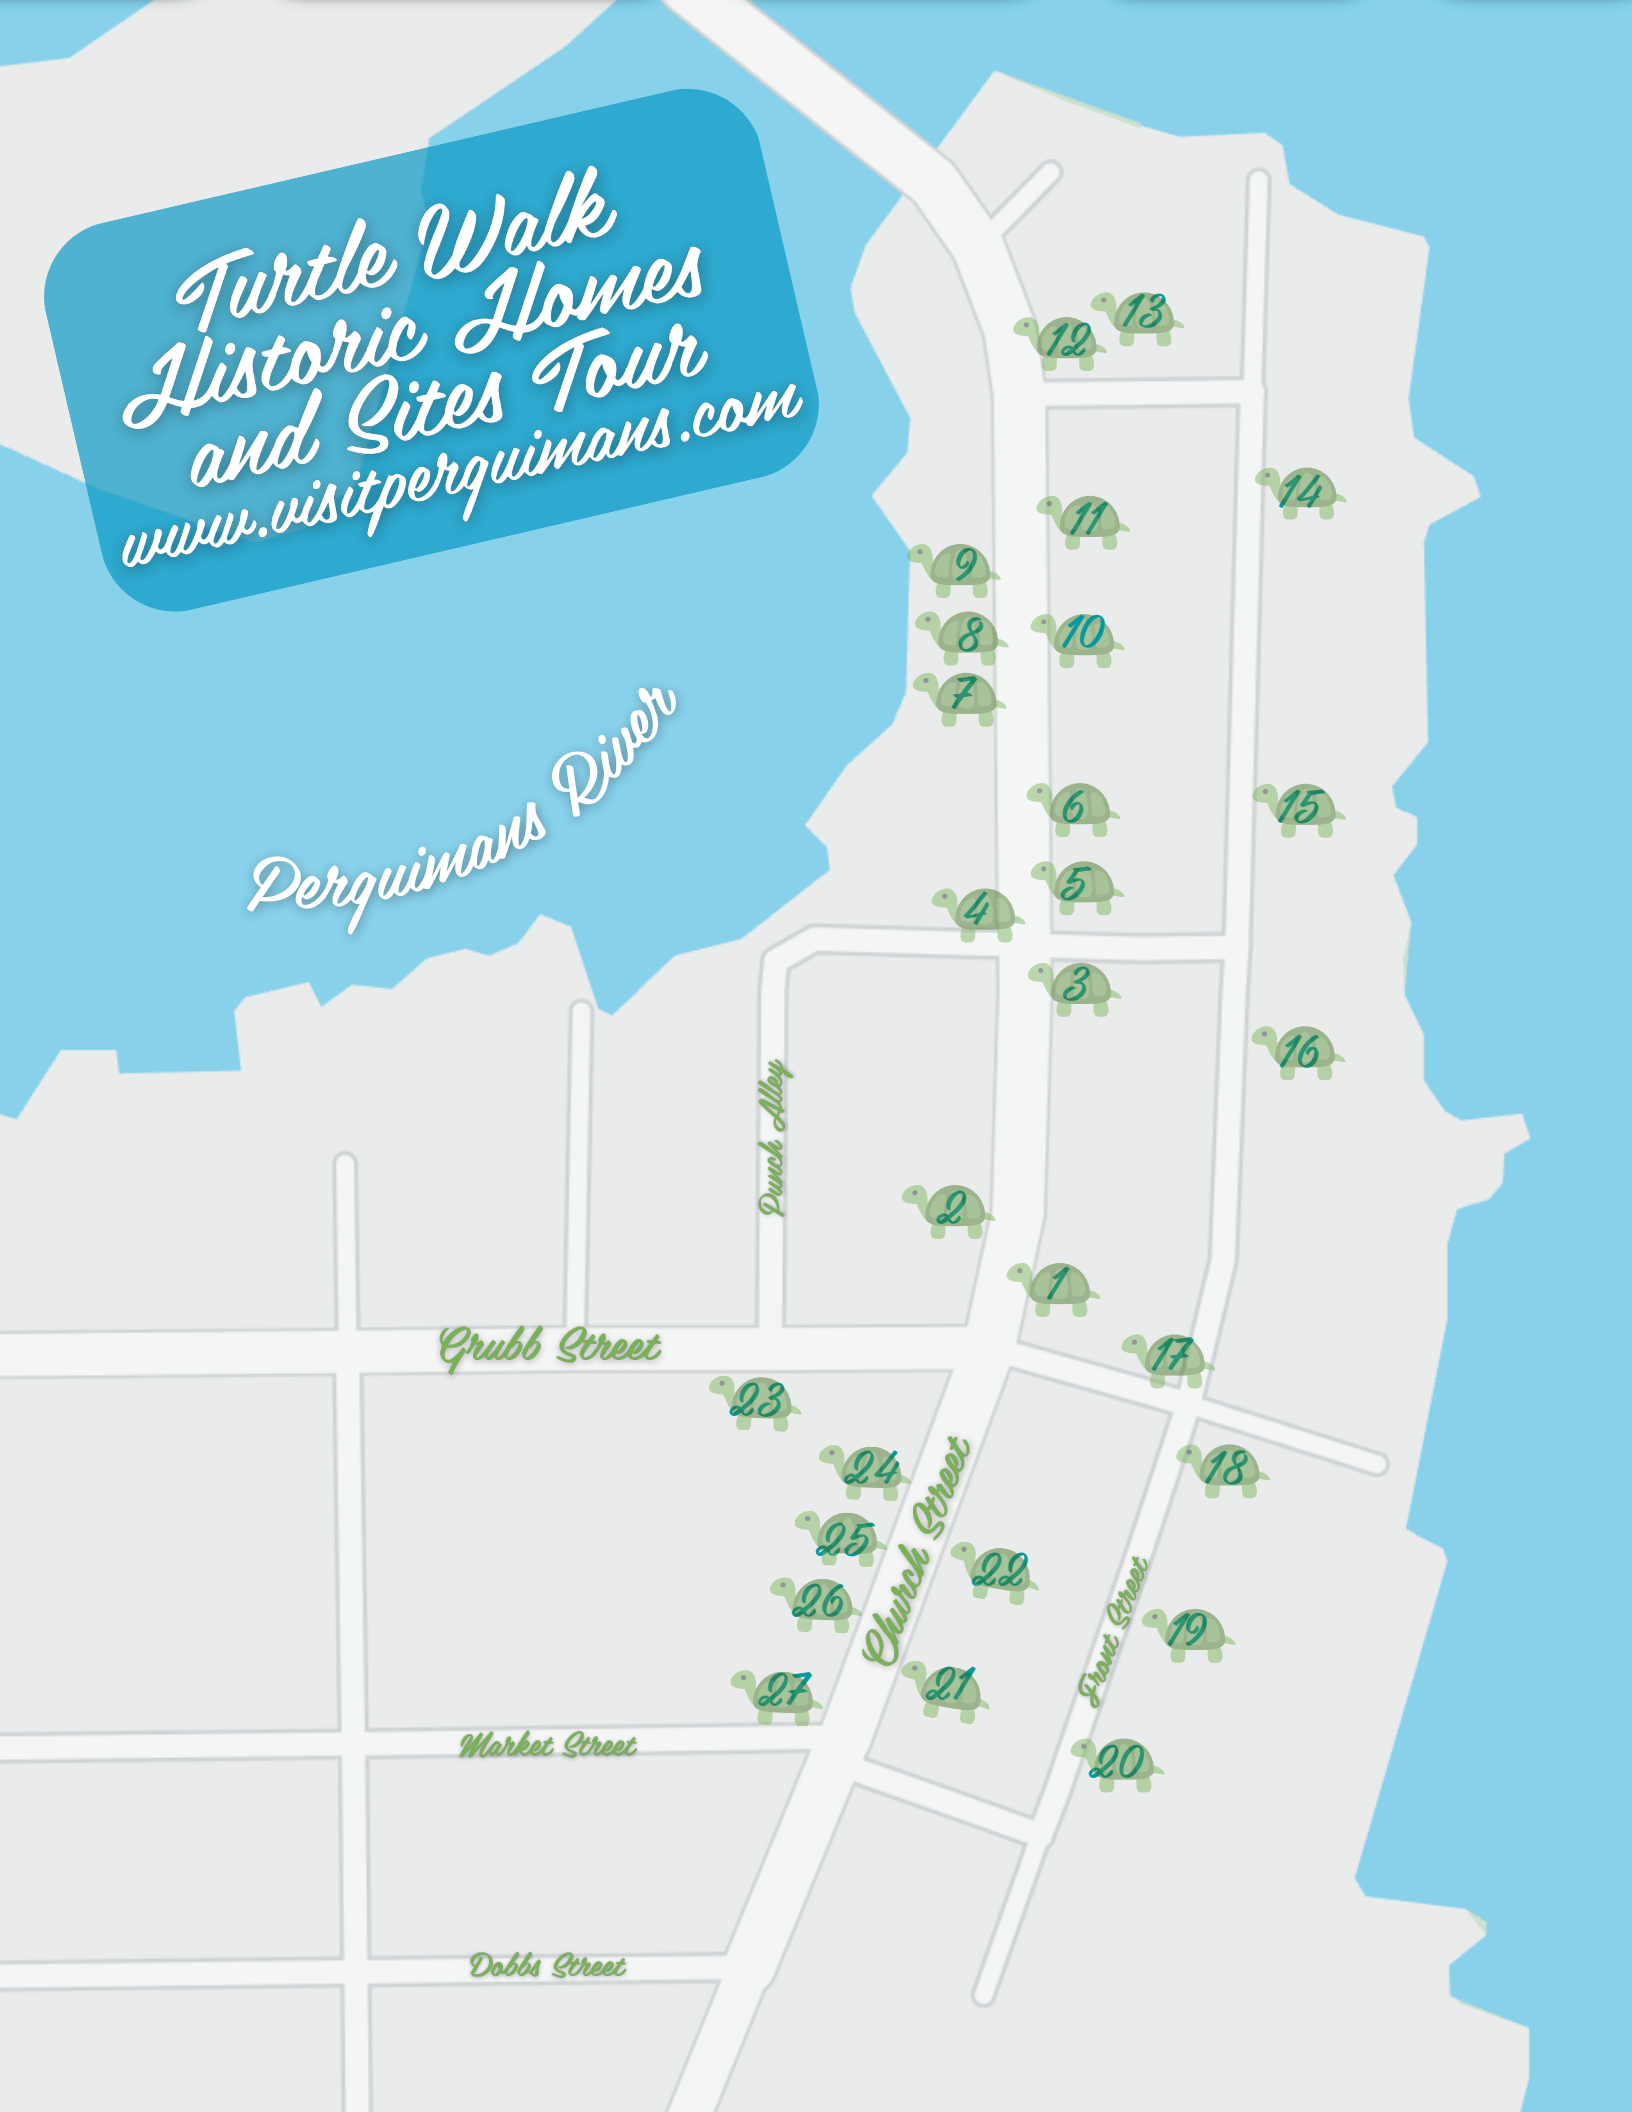 Turtle Walk
Historic Homes
and Sites Tour
www.visitperquimans.com
13
12
14
11
9
8
10
7
Perquimans River
6
15
5
4
3
16
Punch Alley
2
1
Grubb Street
17
23
24
18
Church Street
25
22
26
Front Street
19
21
27
Market Street
20
Dobbs Street